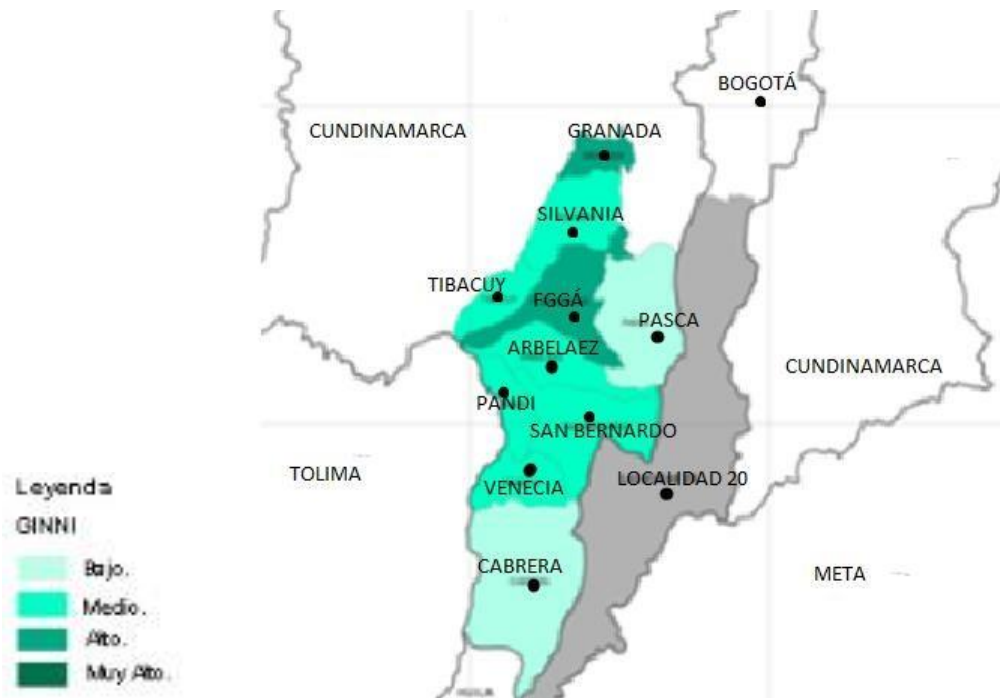 BOGOTÁ
CUNDINAMARCA
GRANADA
SILVANIA
TIBACUY
FGGÁ
PASCA
ARBELAEZ
CUNDINAMARCA
PANDI
SAN BERNARDO
TOLIMA
LOCALIDAD 20
VENECIA
Leyenda
GINNI
CABRERA
META
Bajo.
Medio.
Alto.
Muy Alto.